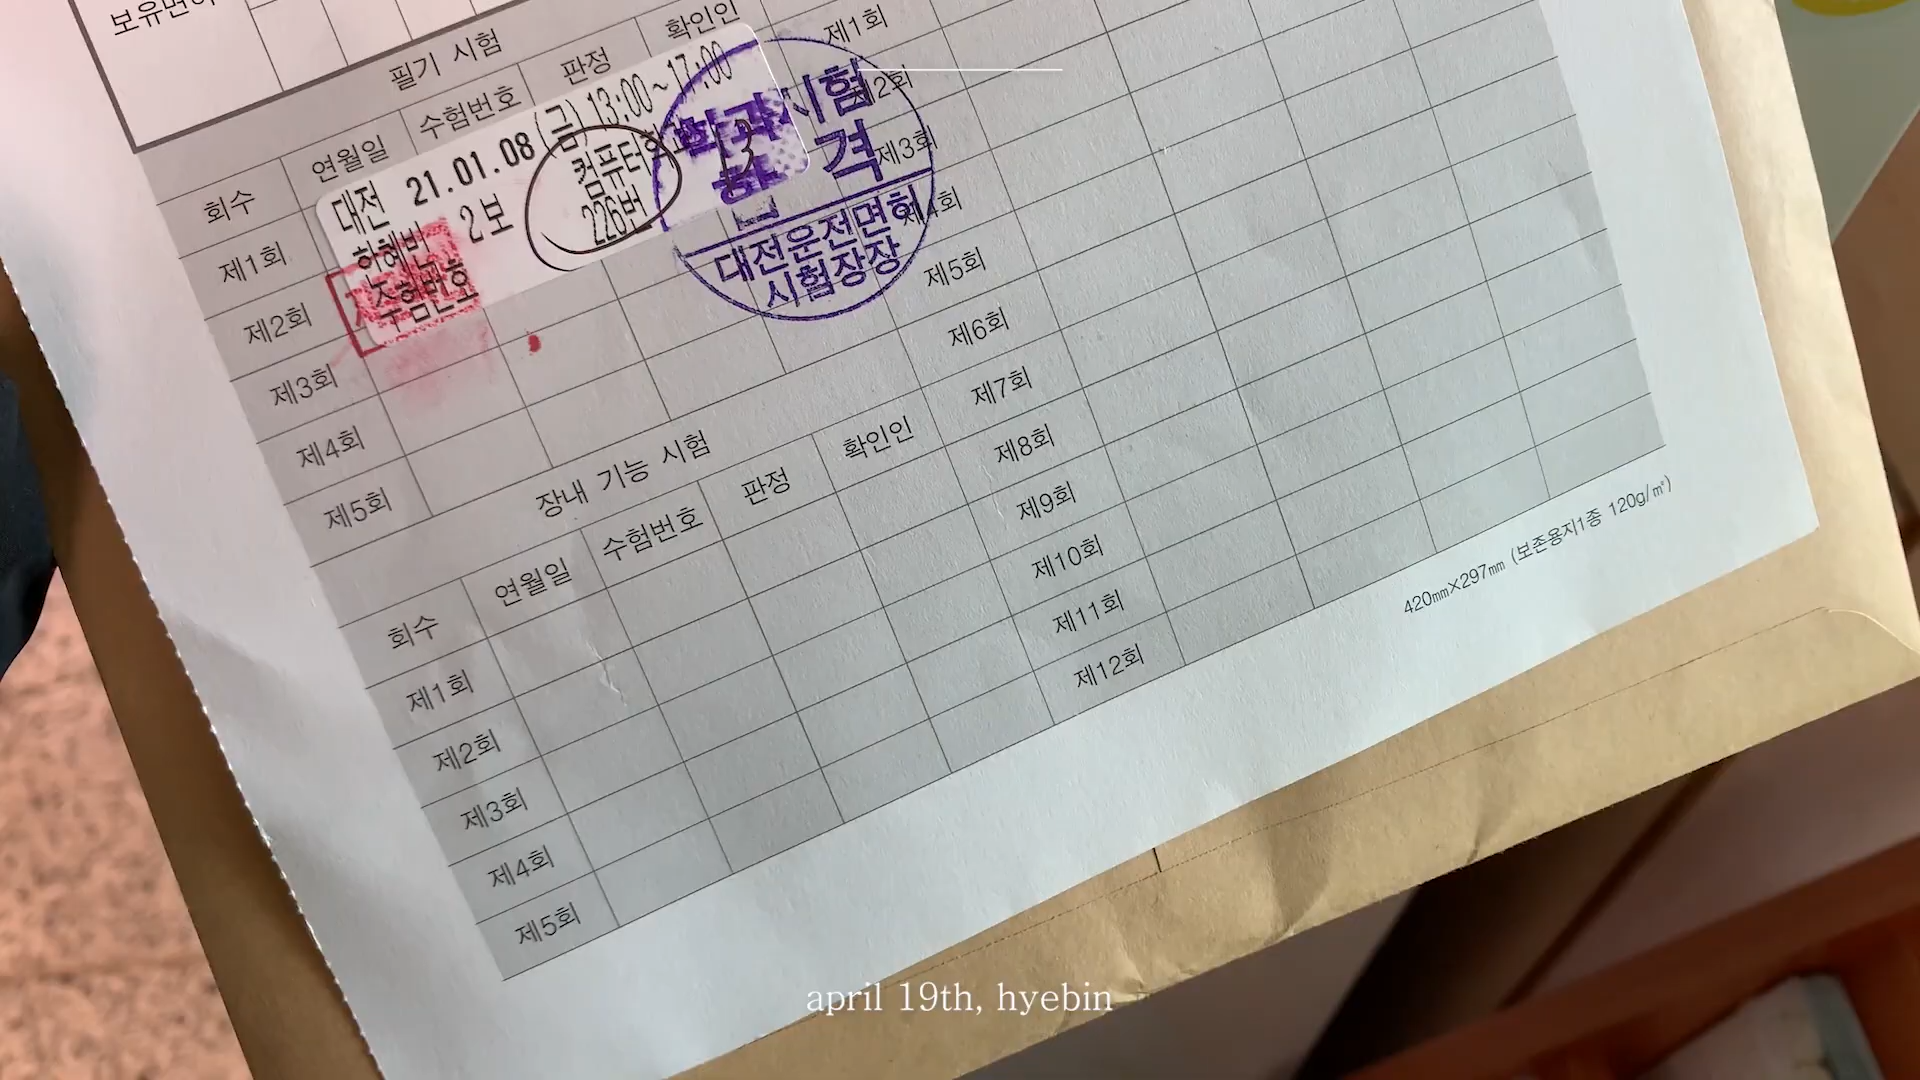 보유면허
필기 시험
회수 연월일 수험번호 판정 확인인
제1회
제2회
제3회
제4회
제5회
대전 21.01.08(금) 13:00~17:00
허혜빈 2보 컴퓨터학과 13
수험번호 226번
시험
합격
대전운전면허
시험장장
장내 기능 시험
회수 연월일 수험번호 판정 확인인
제1회
제2회
제3회
제4회
제5회
제1회
제2회
제3회
제4회
제5회
제6회
제7회
제8회
제9회
제10회
제11회
제12회
420㎜×297㎜ (보존용지1종 120g/㎡)
april 19th, hyebin